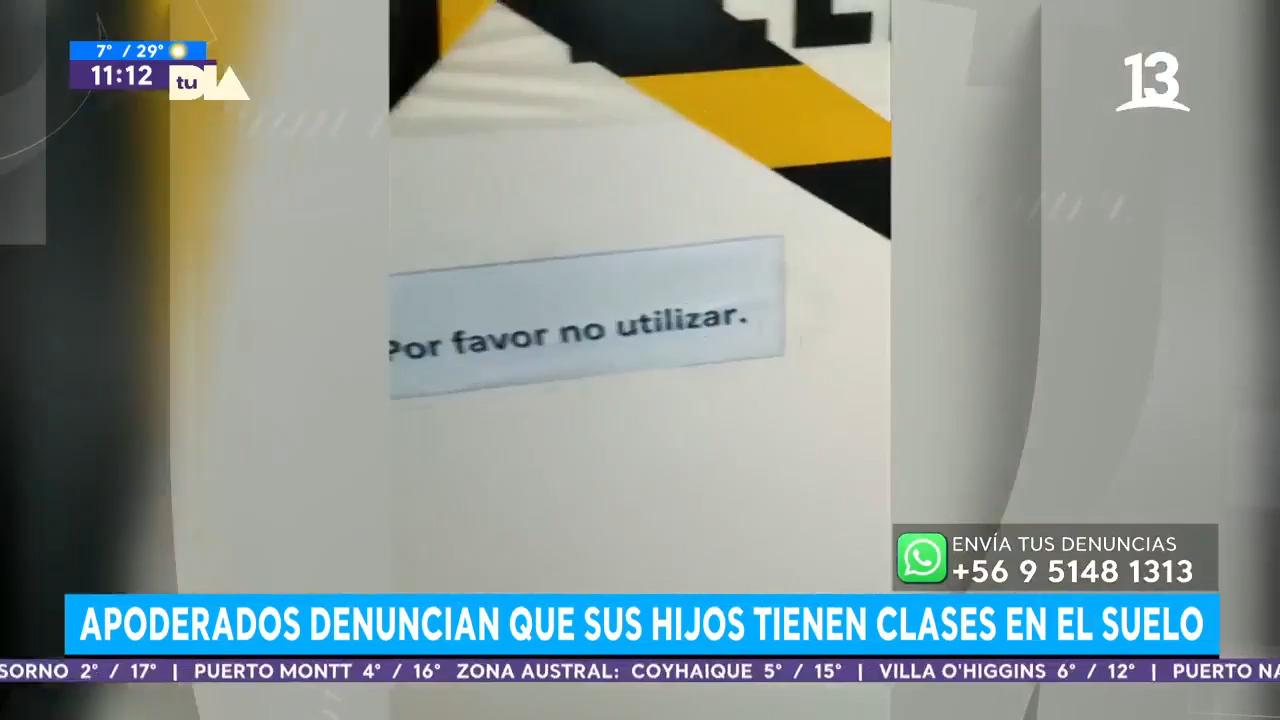 7° / 29°
11:12
tu DÍA
13
Por favor no utilizar.
ENVÍA TUS DENUNCIAS
+56 9 5148 1313
APODERADOS DENUNCIAN QUE SUS HIJOS TIENEN CLASES EN EL SUELO
SORNO 2° / 17° | PUERTO MONTT 4° / 16° ZONA AUSTRAL: COYHAIQUE 5° / 15° | VILLA O'HIGGINS 6° / 12° | PUERTO NA